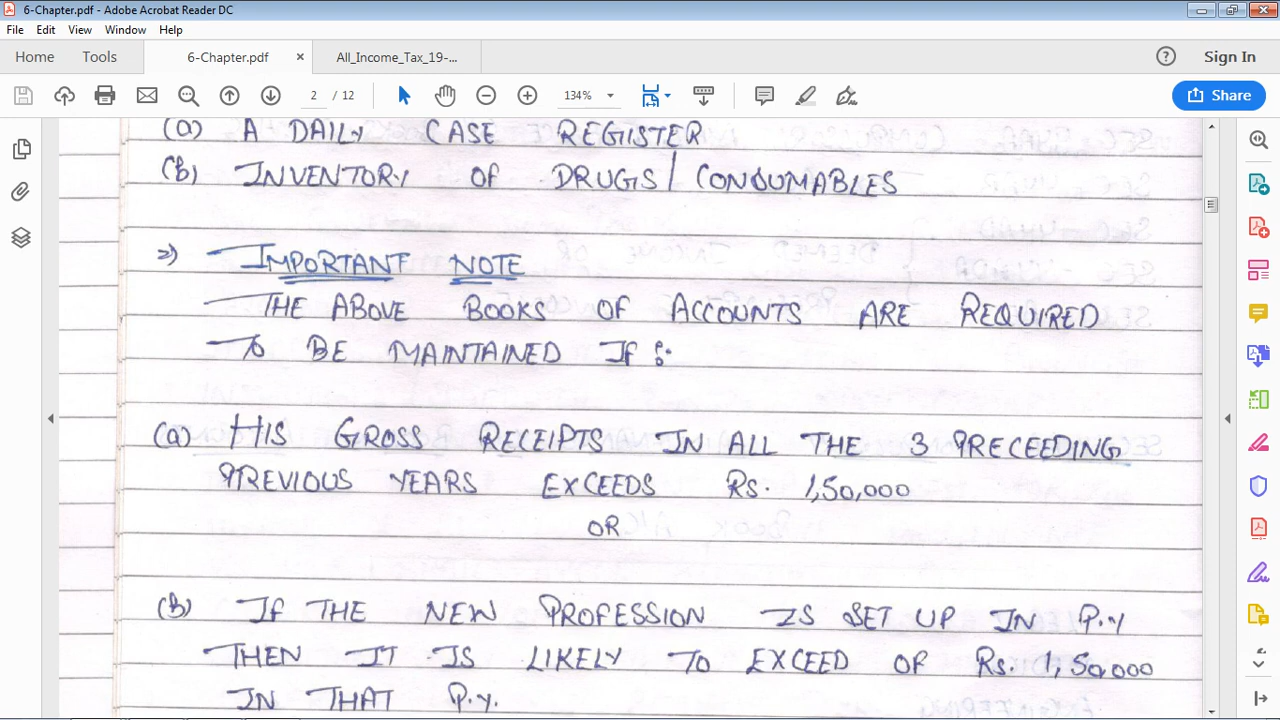 6-Chapter.pdf - Adobe Acrobat Reader DC
File Edit View Window Help
Home Tools 6-Chapter.pdf × All_Income_Tax_19-... Sign In
2 / 12 134% Share
(a) A DAILY CASE REGISTER
(b) INVENTORY OF DRUGS / CONSUMABLES
⇒) IMPORTANT NOTE
THE ABOVE BOOKS OF ACCOUNTS ARE REQUIRED
TO BE MAINTAINED IF :-
(a) HIS GROSS RECEIPTS IN ALL THE 3 PRECEEDING
PREVIOUS YEARS EXCEEDS Rs. 1,50,000
OR
(b) IF THE NEW PROFESSION IS SET UP IN P.Y
THEN IT IS LIKELY TO EXCEED OF Rs. 1,50,000
IN THAT P.Y.